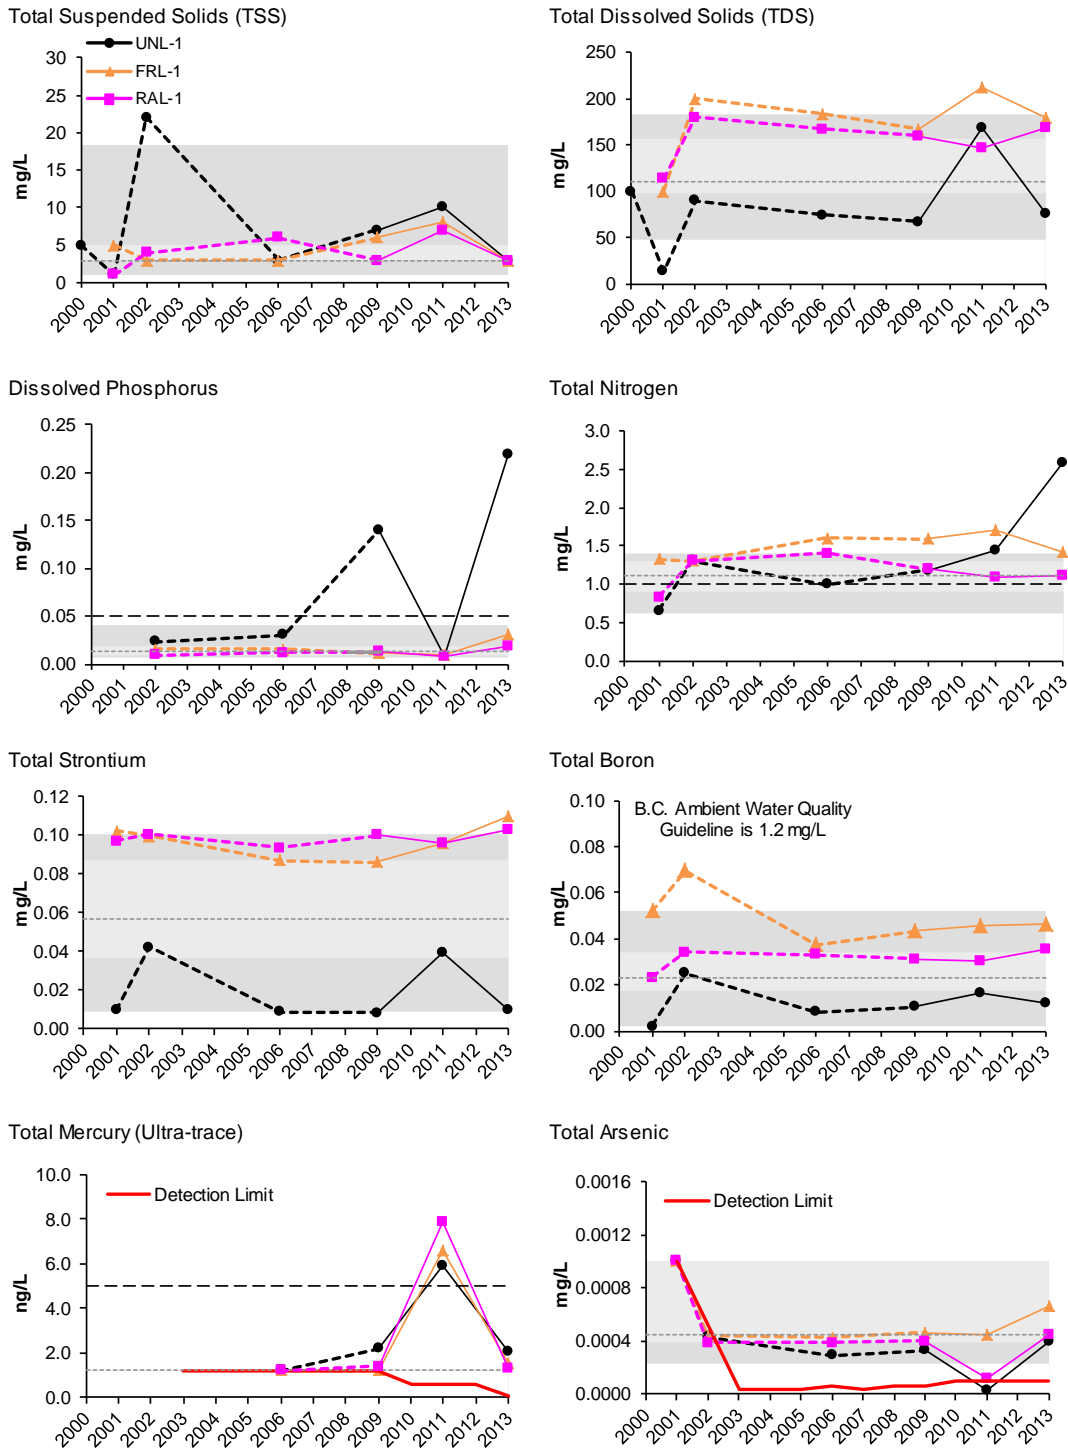 Total Suspended Solids (TSS)
UNL-1
FRL-1
RAL-1
mg/L
30
25
20
15
10
5
0
2000 2001 2002 2003 2004 2005 2006 2007 2008 2009 2010 2011 2012 2013
Total Dissolved Solids (TDS)
mg/L
250
200
150
100
50
0
2000 2001 2002 2003 2004 2005 2006 2007 2008 2009 2010 2011 2012 2013
Dissolved Phosphorus
mg/L
0.25
0.20
0.15
0.10
0.05
0.00
2000 2001 2002 2003 2004 2005 2006 2007 2008 2009 2010 2011 2012 2013
Total Nitrogen
mg/L
3.0
2.5
2.0
1.5
1.0
0.5
0.0
2000 2001 2002 2003 2004 2005 2006 2007 2008 2009 2010 2011 2012 2013
Total Strontium
mg/L
0.12
0.10
0.08
0.06
0.04
0.02
0.00
2000 2001 2002 2003 2004 2005 2006 2007 2008 2009 2010 2011 2012 2013
Total Boron
B.C. Ambient Water Quality
Guideline is 1.2 mg/L
mg/L
0.10
0.08
0.06
0.04
0.02
0.00
2000 2001 2002 2003 2004 2005 2006 2007 2008 2009 2010 2011 2012 2013
Total Mercury (Ultra-trace)
Detection Limit
ng/L
10.0
8.0
6.0
4.0
2.0
0.0
2000 2001 2002 2003 2004 2005 2006 2007 2008 2009 2010 2011 2012 2013
Total Arsenic
Detection Limit
mg/L
0.0016
0.0012
0.0008
0.0004
0.0000
2000 2001 2002 2003 2004 2005 2006 2007 2008 2009 2010 2011 2012 2013